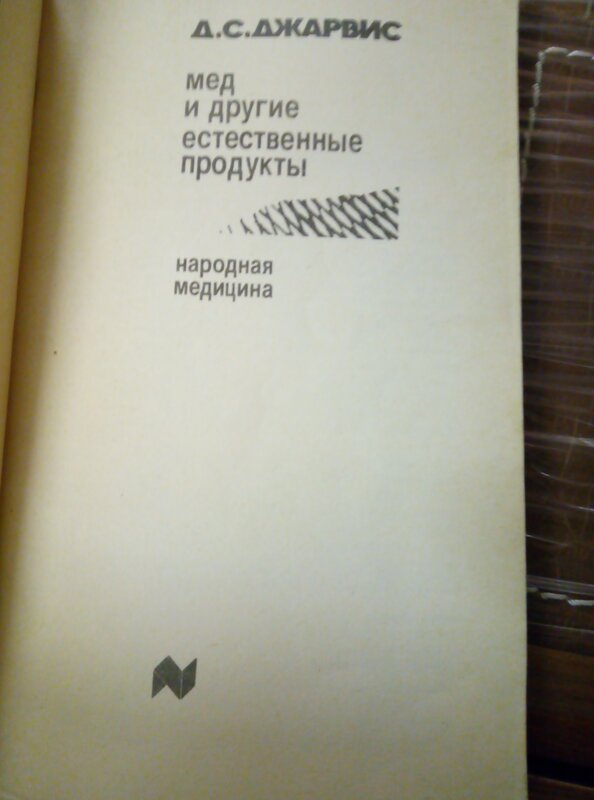 Д.С.ДЖАРВИС
мед
и другие
естественные
продукты
народная
медицина